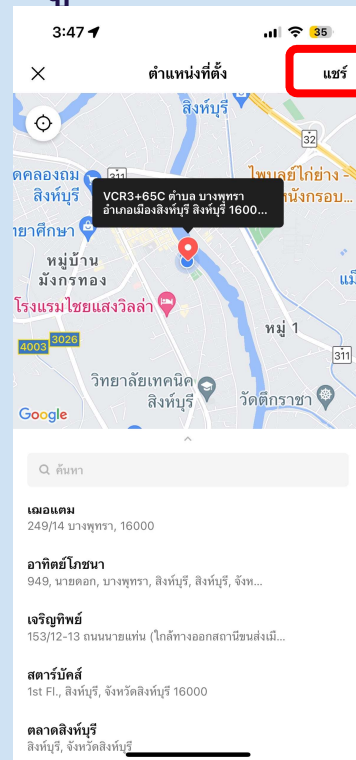 3:47
35
ตำแหน่งที่ตั้ง
แชร์
สิงห์บุรี
32
ดคลองถม
สิงห์บุรี
311
ไพบูลย์ไก่ย่าง -
นังกรอบ...
VCR3+65C ตำบล บางพุทรา
อำเภอเมืองสิงห์บุรี สิงห์บุรี 1600...
ยาศึกษา
หมู่บ้าน
มังกรทอง
แม่
โรงแรมไชยแสงวิลล่า
หมู่ 1
4003
3026
311
วิทยาลัยเทคนิค
สิงห์บุรี
วัดตึกราชา
Google
ค้นหา
เฌอแตม
249/14 บางพุทรา, 16000
อาทิตย์โภชนา
949, นายดอก, บางพุทรา, สิงห์บุรี, สิงห์บุรี, จังห...
เจริญทิพย์
153/12-13 ถนนนายแท่น (ใกล้ทางออกสถานีขนส่งเมื...
สตาร์บัคส์
1st Fl., สิงห์บุรี, จังหวัดสิงห์บุรี 16000
ตลาดสิงห์บุรี
สิงห์บุรี, จังหวัดสิงห์บุรี